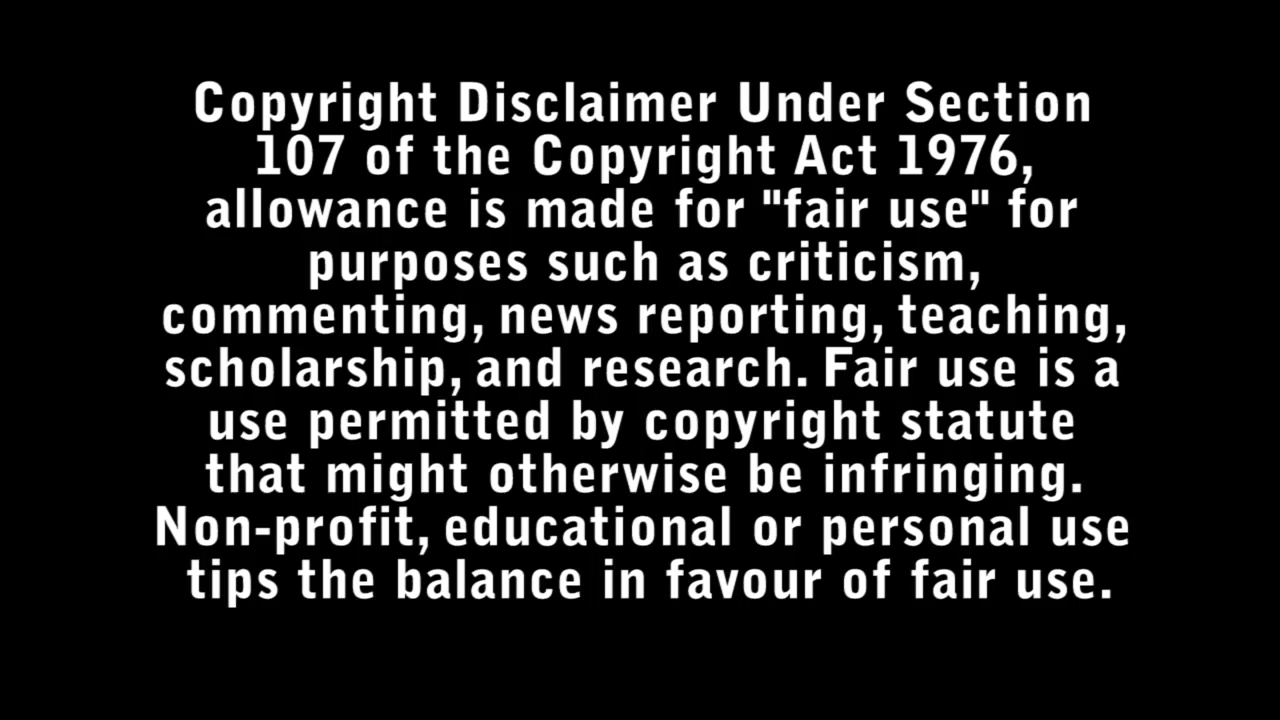 Copyright Disclaimer Under Section
107 of the Copyright Act 1976,
allowance is made for "fair use" for
purposes such as criticism,
commenting, news reporting, teaching,
scholarship, and research. Fair use is a
use permitted by copyright statute
that might otherwise be infringing.
Non-profit, educational or personal use
tips the balance in favour of fair use.